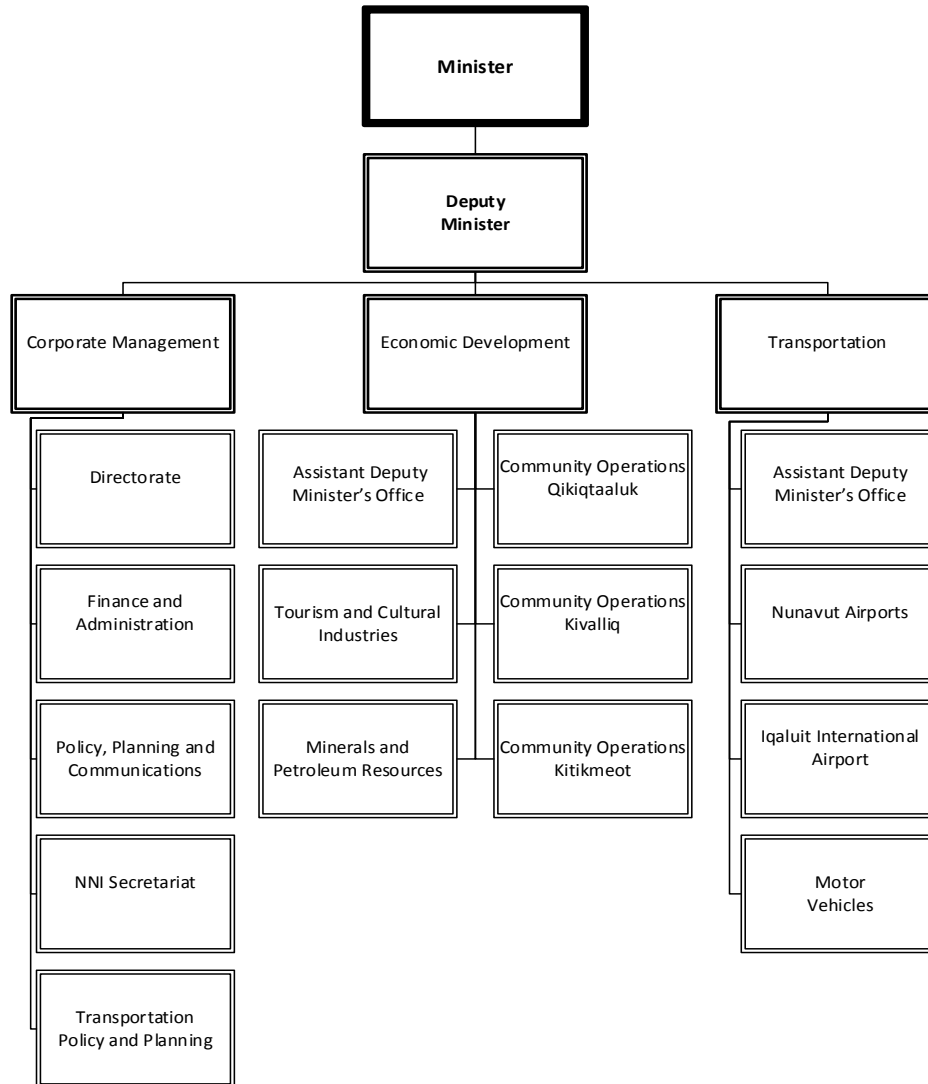 Minister
Deputy
Minister
Corporate Management
Economic Development
Transportation
Directorate
Assistant Deputy
Minister’s Office
Community Operations
Qikiqtaaluk
Assistant Deputy
Minister’s Office
Finance and
Administration
Tourism and Cultural
Industries
Community Operations
Kivalliq
Nunavut Airports
Policy, Planning and
Communications
Minerals and
Petroleum Resources
Community Operations
Kitikmeot
Iqaluit International
Airport
NNI Secretariat
Motor
Vehicles
Transportation
Policy and Planning